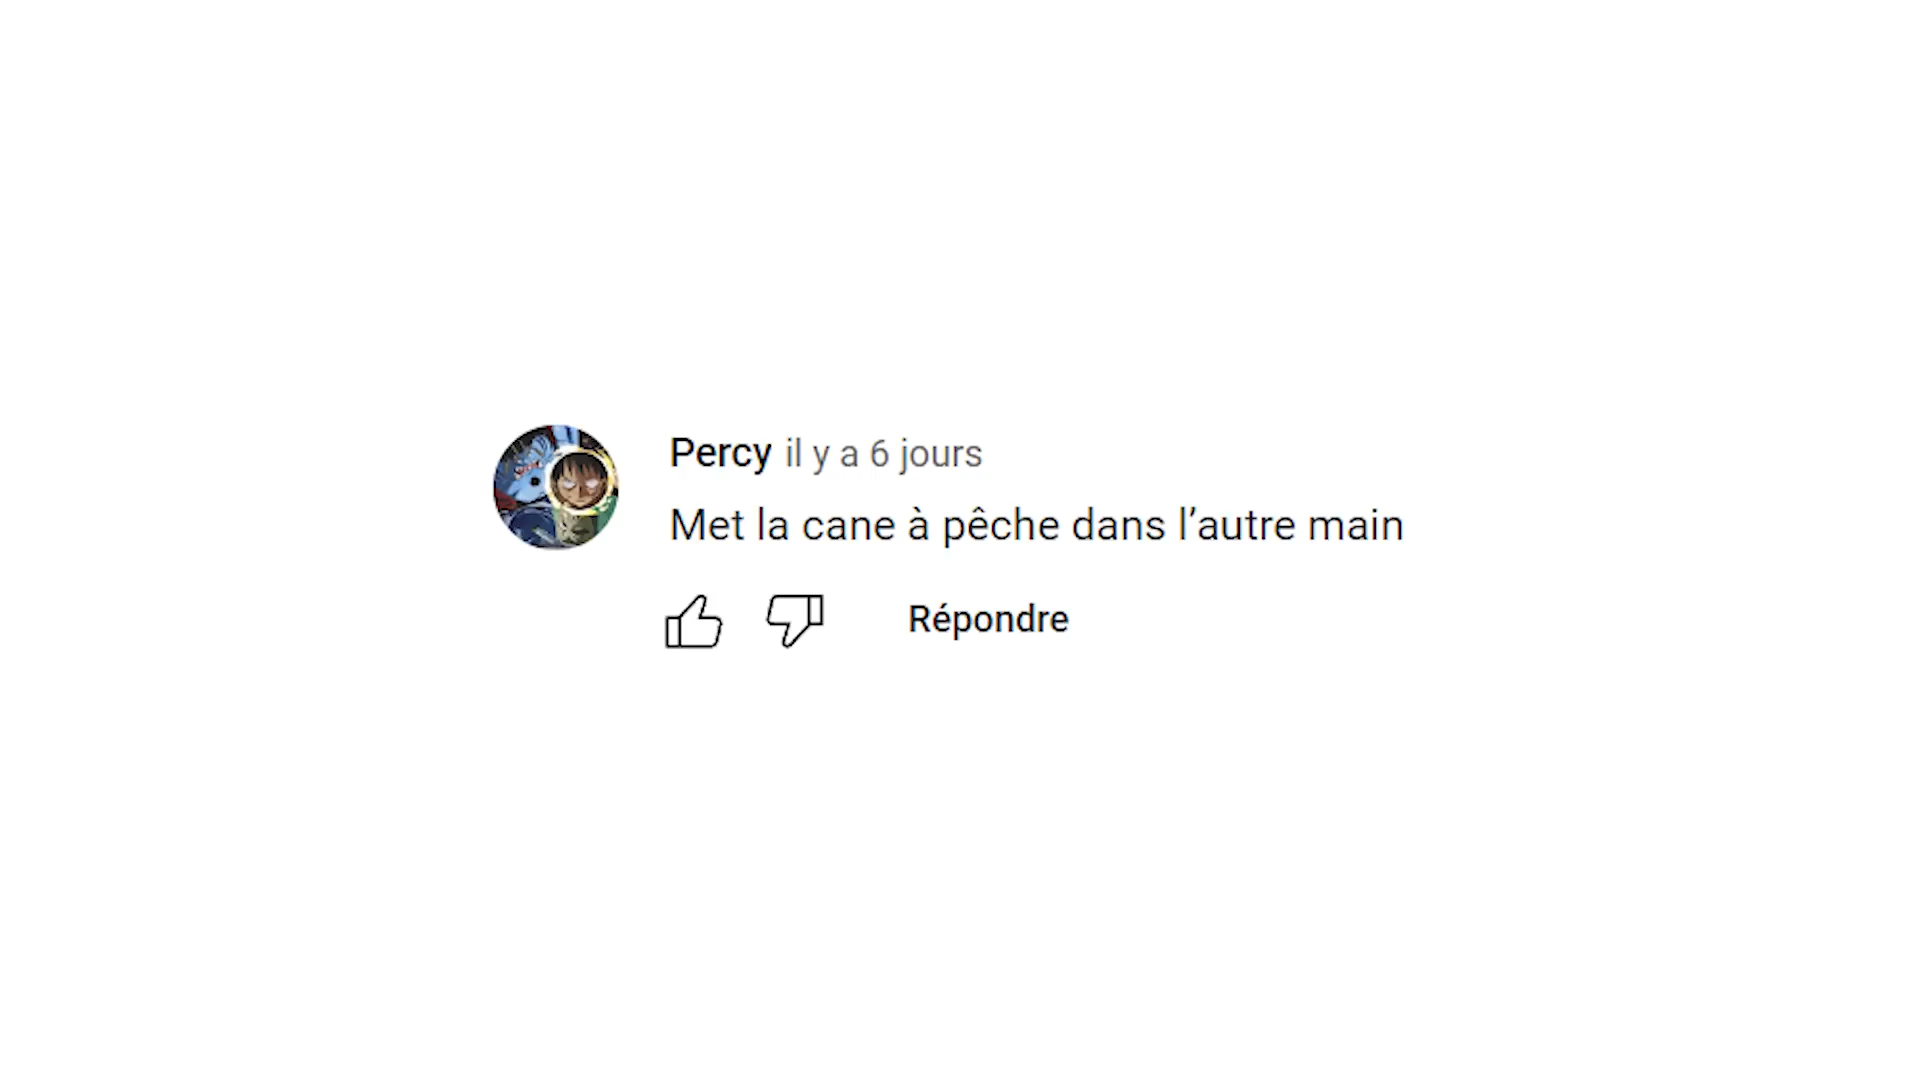 Percy il y a 6 jours
Met la cane à pêche dans l’autre main
Répondre